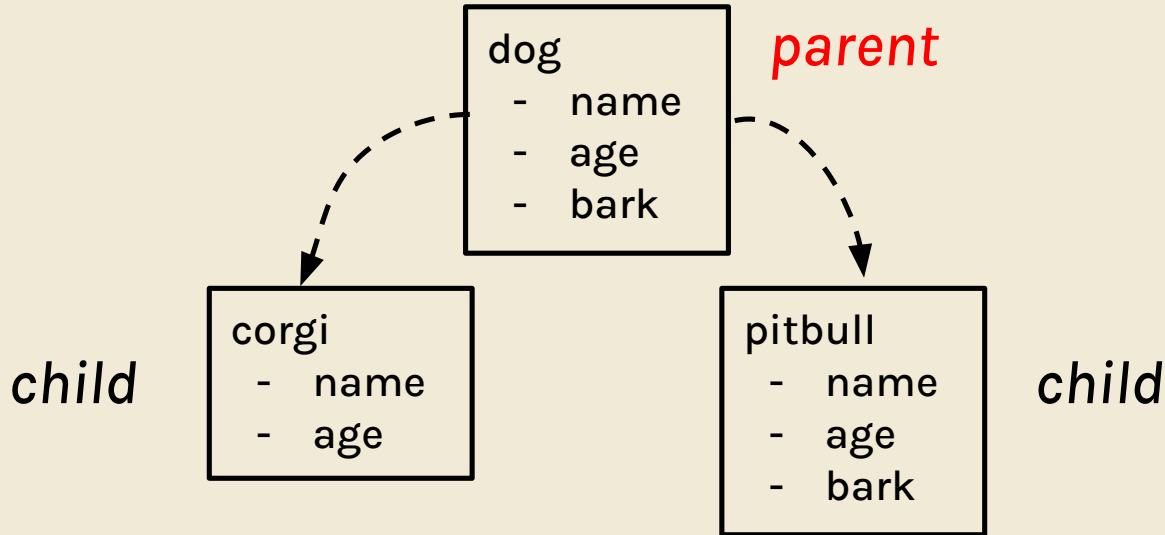 dog
- name
- age
- bark
parent
corgi
- name
- age
child
pitbull
- name
- age
- bark
child